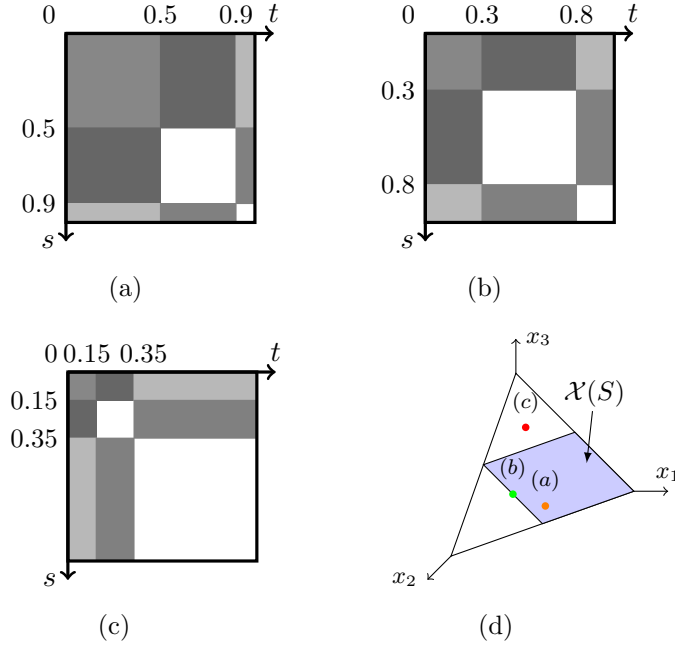 0 0.5 0.9 t
0.5
0.9
s
(a)
0 0.3 0.8 t
0.3
0.8
s
(b)
0 0.15 0.35 t
0.15
0.35
s
(c)
x₃
(c)
𝒳(S)
(b)
(a)
x₁
x₂
(d)